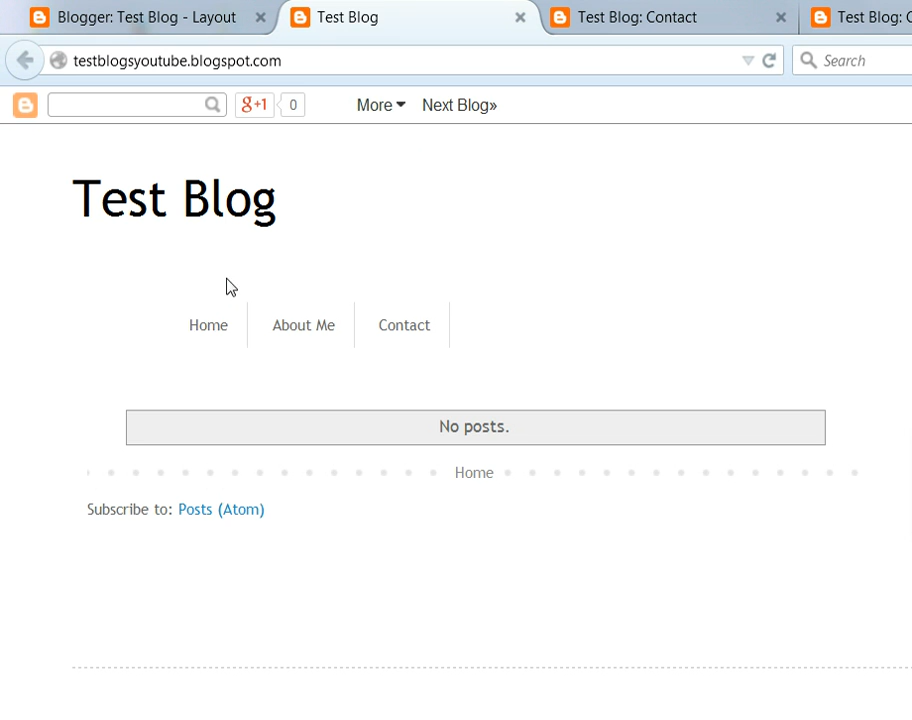 Blogger: Test Blog - Layout
Test Blog
Test Blog: Contact
Test Blog: C
testblogsyoutube.blogspot.com
Search
g+1
0
More
Next Blog»
Test Blog
Home
About Me
Contact
No posts.
Home
Subscribe to: Posts (Atom)